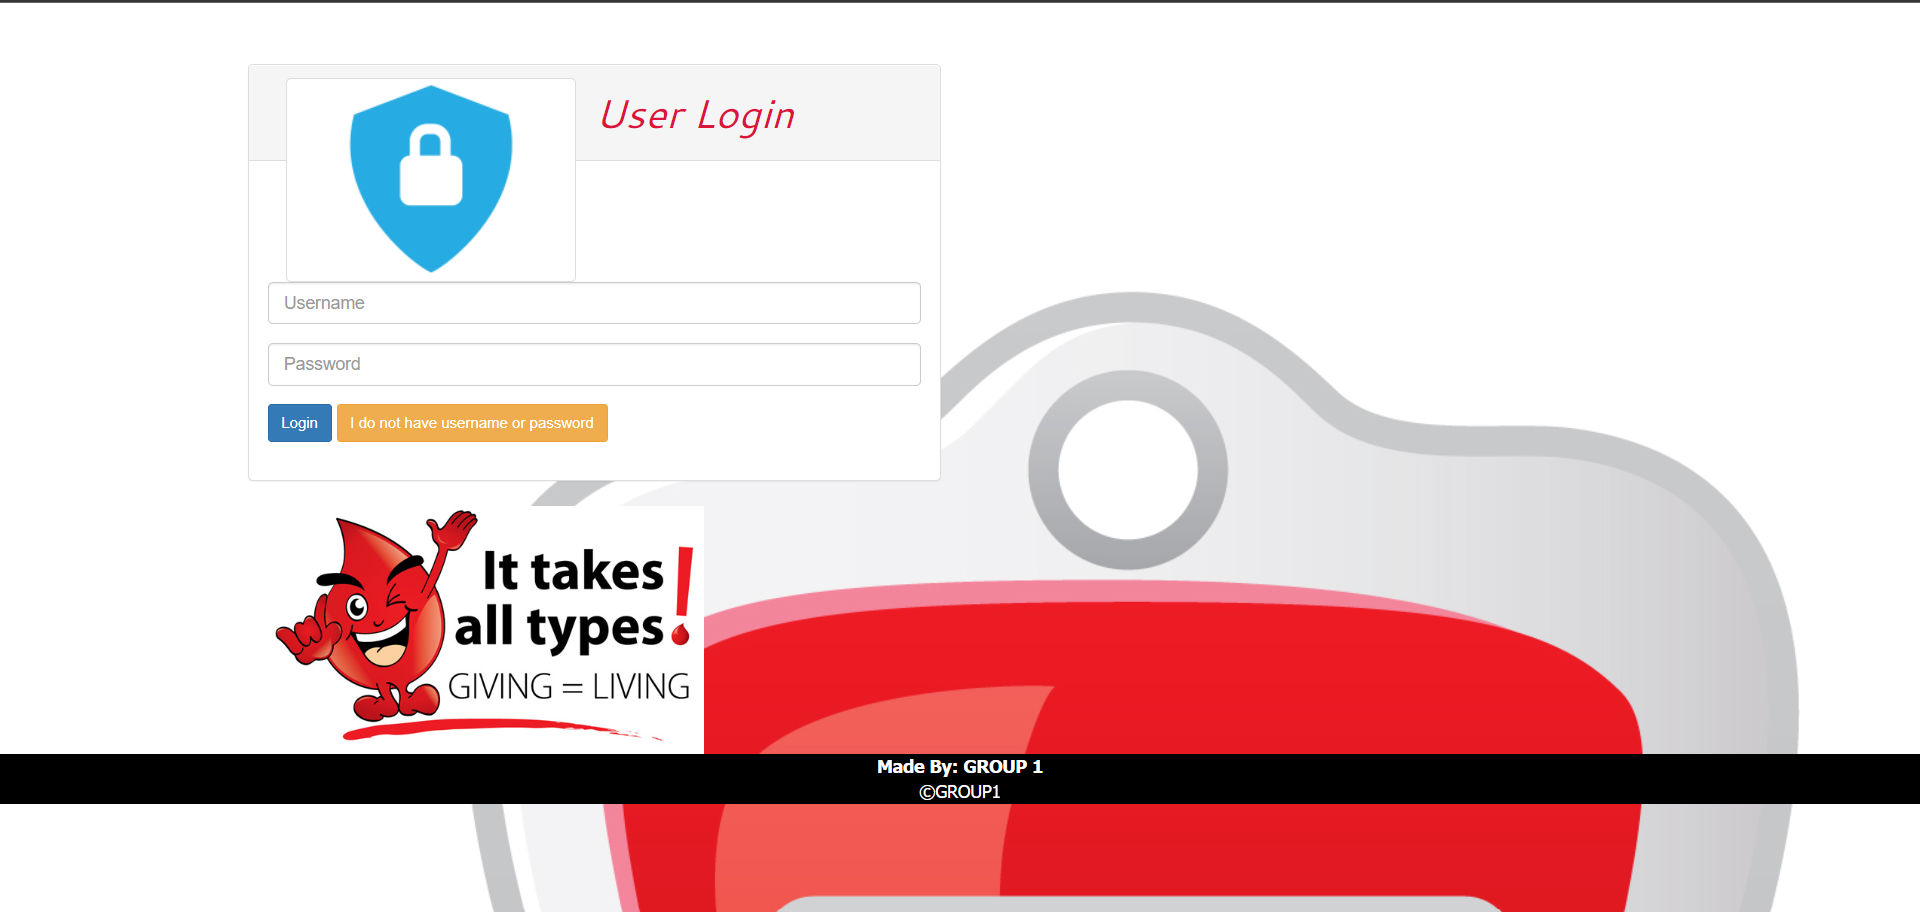 User Login
Username
Password
Login
I do not have username or password
It takes
all types!
GIVING = LIVING
Made By: GROUP 1
©GROUP1